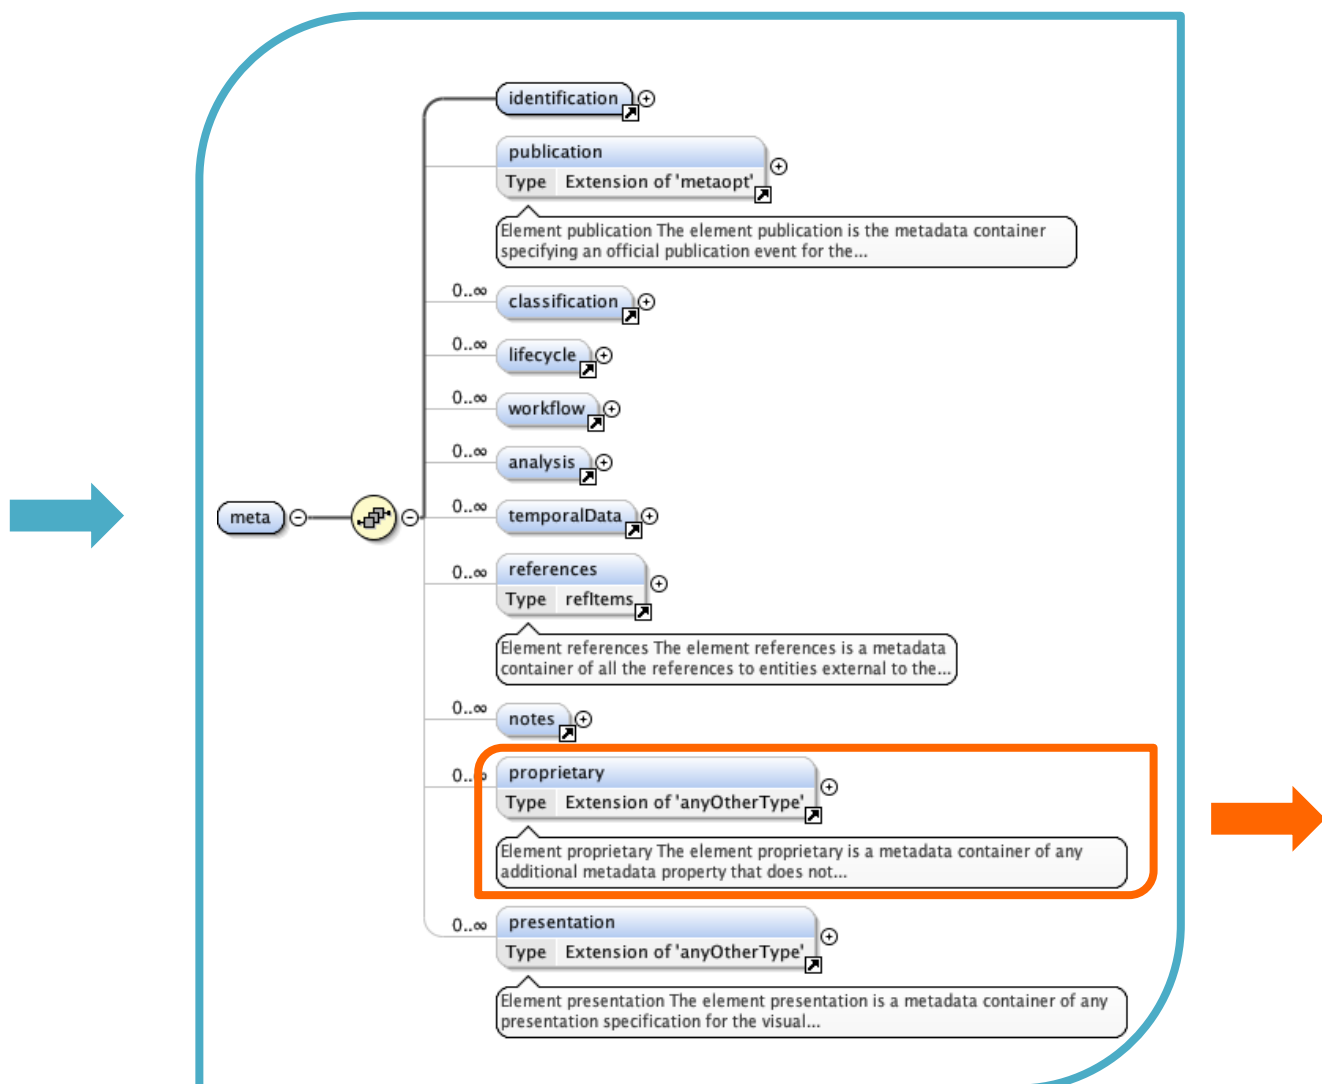 identification
publication
Type Extension of 'metaopt'
Element publication The element publication is the metadata container
specifying an official publication event for the...
0..∞
classification
0..∞
lifecycle
0..∞
workflow
0..∞
analysis
0..∞
temporalData
meta
0..∞
references
Type refItems
Element references The element references is a metadata
container of all the references to entities external to the...
0..∞
notes
0..∞
proprietary
Type Extension of 'anyOtherType'
Element proprietary The element proprietary is a metadata container of any
additional metadata property that does not...
0..∞
presentation
Type Extension of 'anyOtherType'
Element presentation The element presentation is a metadata container of any
presentation specification for the visual...